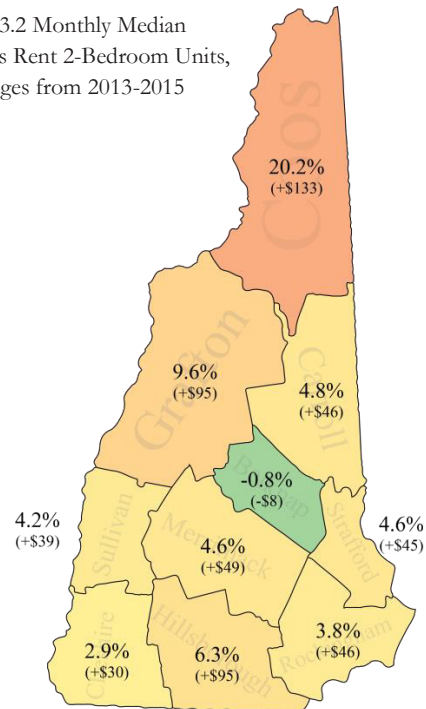 3.2 Monthly Median
s Rent 2-Bedroom Units,
ges from 2013-2015
Coos
20.2%
(+$133)
Grafton
9.6%
(+$95)
Carroll
4.8%
(+$46)
Belknap
-0.8%
(-$8)
Sullivan
4.2%
(+$39)
Merrimack
4.6%
(+$49)
Strafford
4.6%
(+$45)
Cheshire
2.9%
(+$30)
Hillsborough
6.3%
(+$95)
Rockingham
3.8%
(+$46)